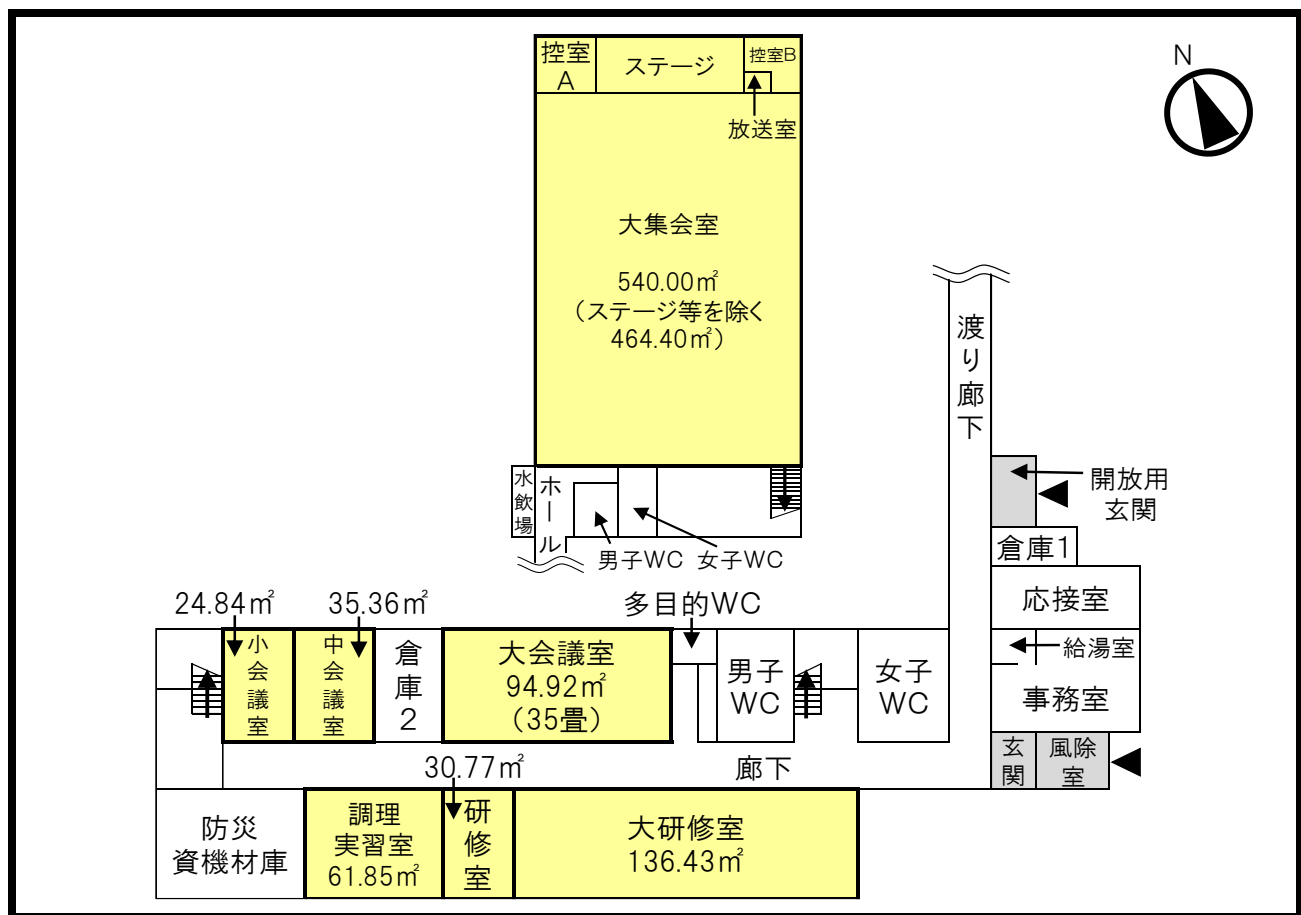 控室
A
ステージ
控室B
放送室
N
大集会室
540.00㎡
（ステージ等を除く
464.40㎡）
渡り廊下
水飲場
ホール
男子WC
女子WC
開放用
玄関
倉庫1
応接室
給湯室
事務室
玄関
風除
室
24.84㎡
35.36㎡
多目的WC
小会議室
中会議室
倉庫2
大会議室
94.92㎡
（35畳）
男子
WC
女子
WC
30.77㎡
廊下
防災
資機材庫
調理
実習室
61.85㎡
研修室
大研修室
136.43㎡